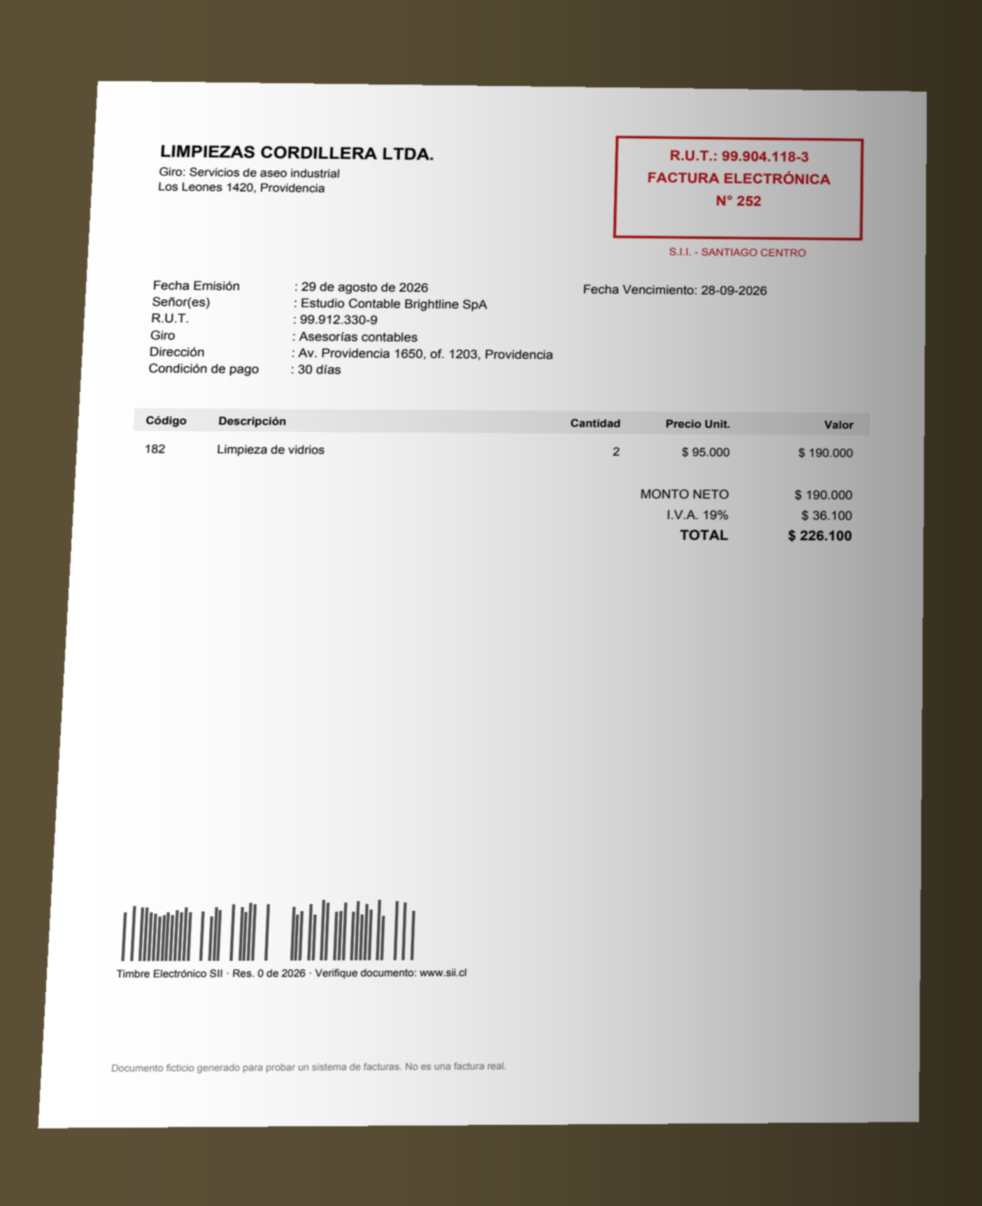 LIMPIEZAS CORDILLERA LTDA.
Giro: Servicios de aseo industrial
Los Leones 1420, Providencia
R.U.T.: 99.904.118-3
FACTURA ELECTRÓNICA
N° 252
S.I.I. - SANTIAGO CENTRO
Fecha Emisión : 29 de agosto de 2026 Fecha Vencimiento: 28-09-2026
Señor(es) : Estudio Contable Brightline SpA
R.U.T. : 99.912.330-9
Giro : Asesorías contables
Dirección : Av. Providencia 1650, of. 1203, Providencia
Condición de pago : 30 días
Código Descripción Cantidad Precio Unit. Valor
182 Limpieza de vidrios 2 $ 95.000 $ 190.000
MONTO NETO $ 190.000
I.V.A. 19% $ 36.100
TOTAL $ 226.100
Timbre Electrónico SII · Res. 0 de 2026 · Verifique documento: www.sii.cl
Documento ficticio generado para probar un sistema de facturas. No es una factura real.